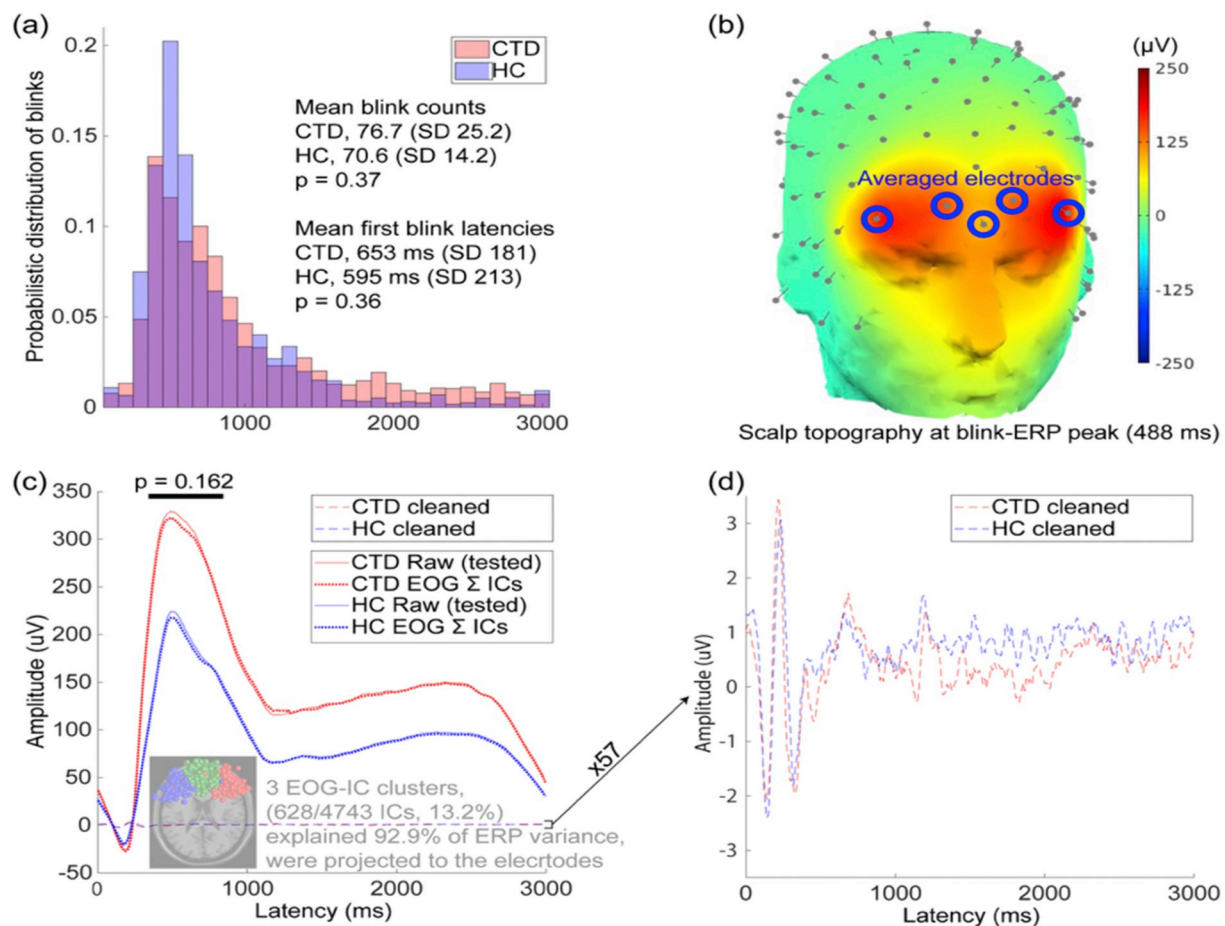 (a)
Probabilistic distribution of blinks
0.2
0.15
0.1
0.05
0
1000
2000
3000
CTD
HC
Mean blink counts
CTD, 76.7 (SD 25.2)
HC, 70.6 (SD 14.2)
p = 0.37
Mean first blink latencies
CTD, 653 ms (SD 181)
HC, 595 ms (SD 213)
p = 0.36
(b)
(µV)
250
125
0
-125
-250
Averaged electrodes
Scalp topography at blink-ERP peak (488 ms)
(c)
p = 0.162
Amplitude (uV)
350
300
250
200
150
100
50
0
-50
0
1000
2000
3000
Latency (ms)
CTD cleaned
HC cleaned
CTD Raw (tested)
CTD EOG Σ ICs
HC Raw (tested)
HC EOG Σ ICs
3 EOG-IC clusters,
(628/4743 ICs, 13.2%)
explained 92.9% of ERP variance,
were projected to the elecrtodes
x57
(d)
CTD cleaned
HC cleaned
Amplitude (uV)
3
2
1
0
-1
-2
-3
0
1000
2000
3000
Latency (ms)